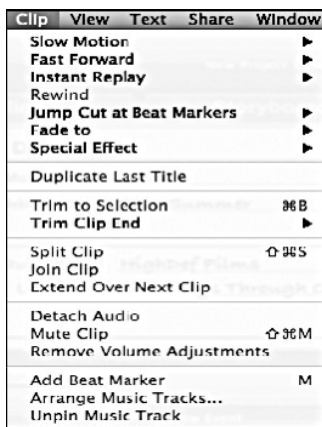 Clip View Text Share Window
Slow Motion
Fast Forward
Instant Replay
Rewind
Jump Cut at Beat Markers
Fade to
Special Effect
Duplicate Last Title
Trim to Selection ⌘B
Trim Clip End
Split Clip ⇧⌘S
Join Clip
Extend Over Next Clip
Detach Audio
Mute Clip ⇧⌘M
Remove Volume Adjustments
Add Beat Marker M
Arrange Music Tracks...
Unpin Music Track